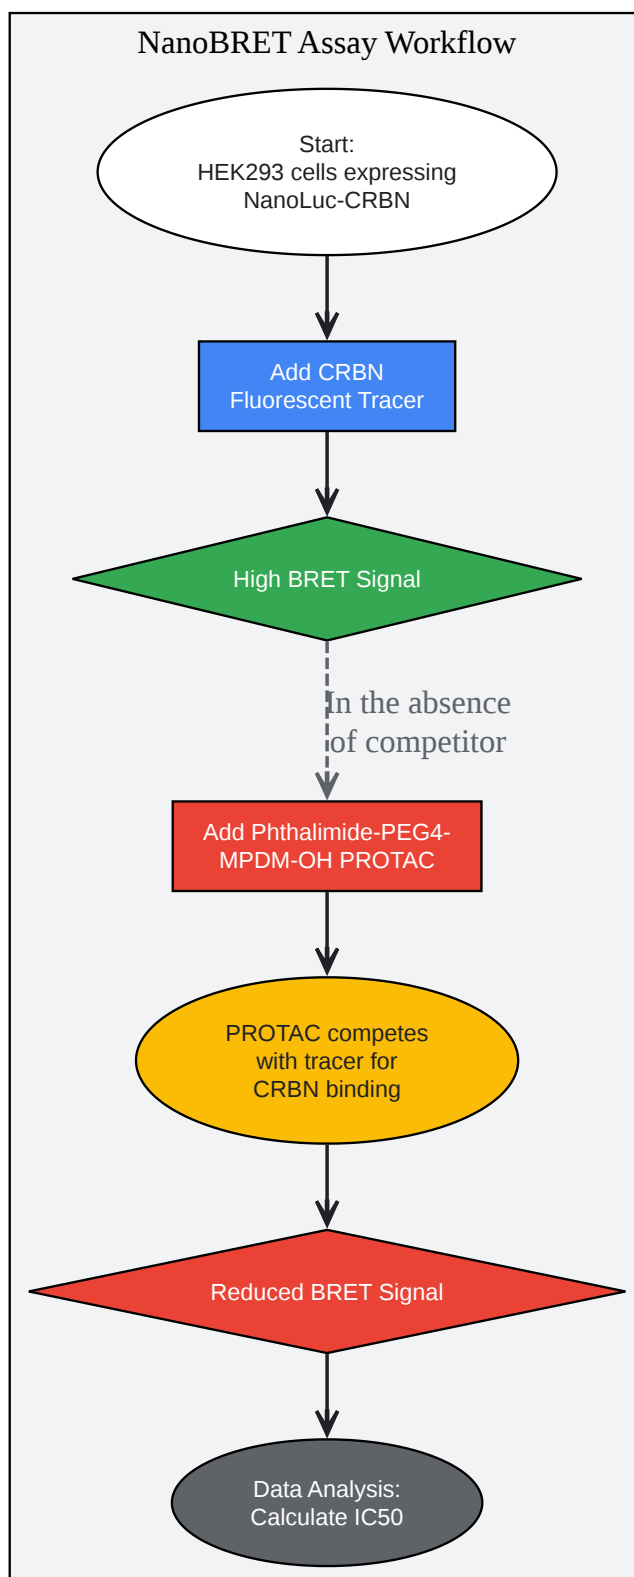 NanoBRET Assay Workflow
Start:
HEK293 cells expressing
NanoLuc-CRBN
Add CRBN
Fluorescent Tracer
High BRET Signal
In the absence
of competitor
Add Phthalimide-PEG4-
MPDM-OH PROTAC
PROTAC competes
with tracer for
CRBN binding
Reduced BRET Signal
Data Analysis:
Calculate IC50